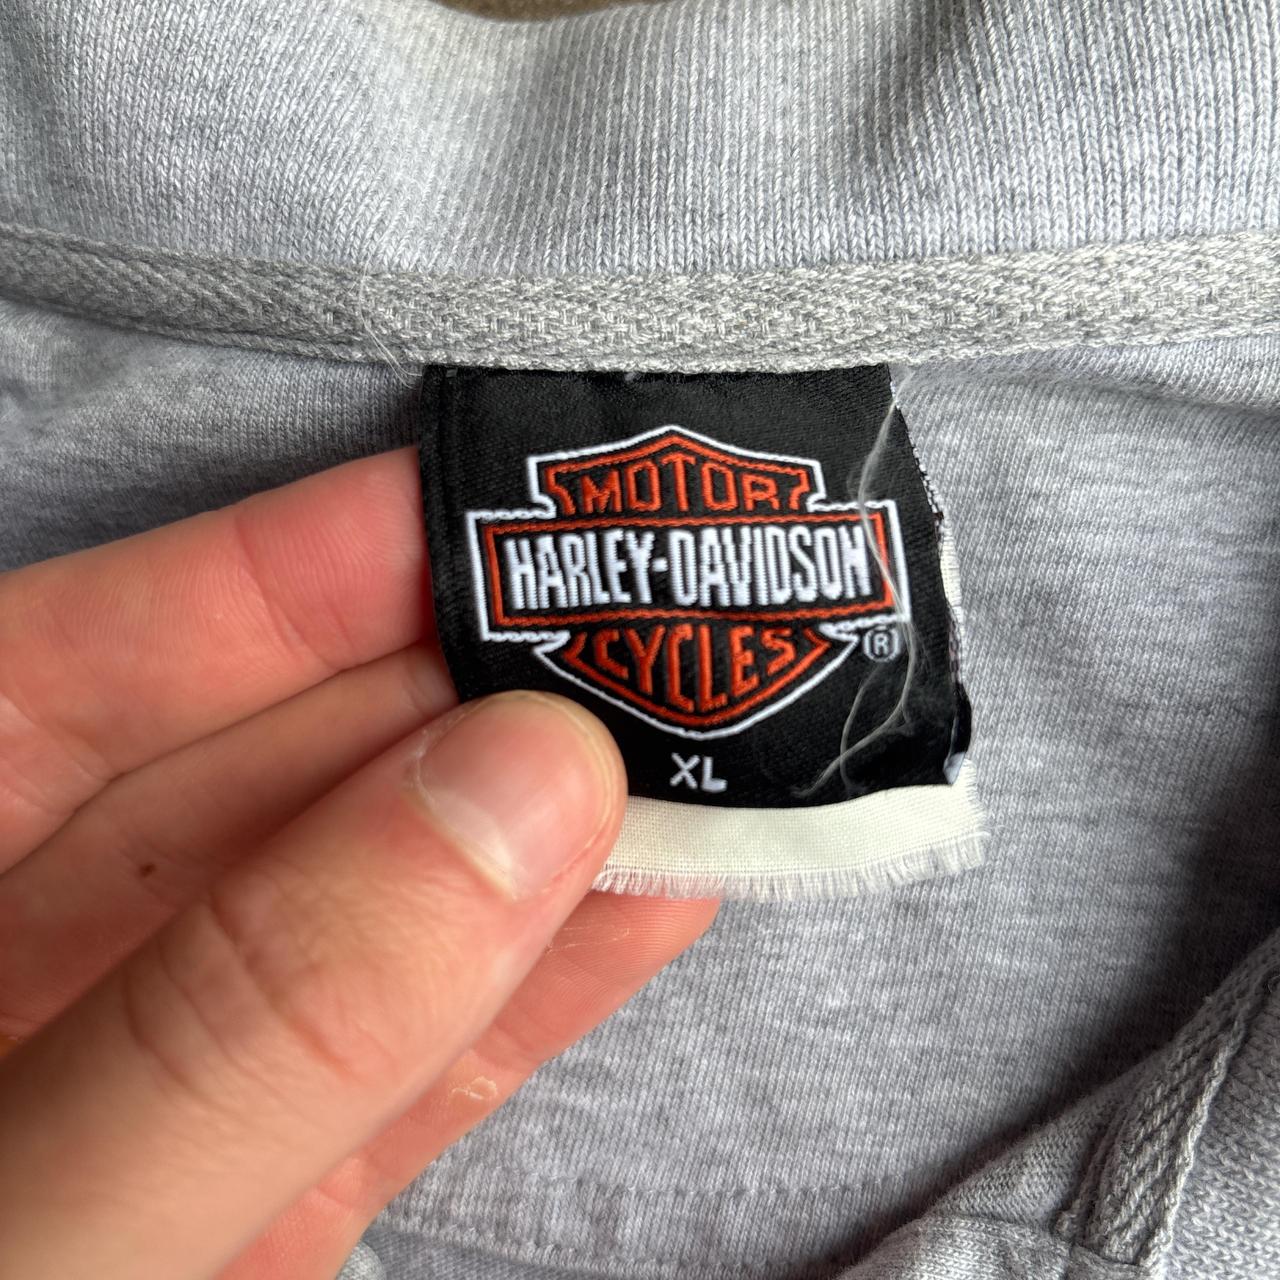 MOTOR
HARLEY-DAVIDSON
CYCLES
®
XL